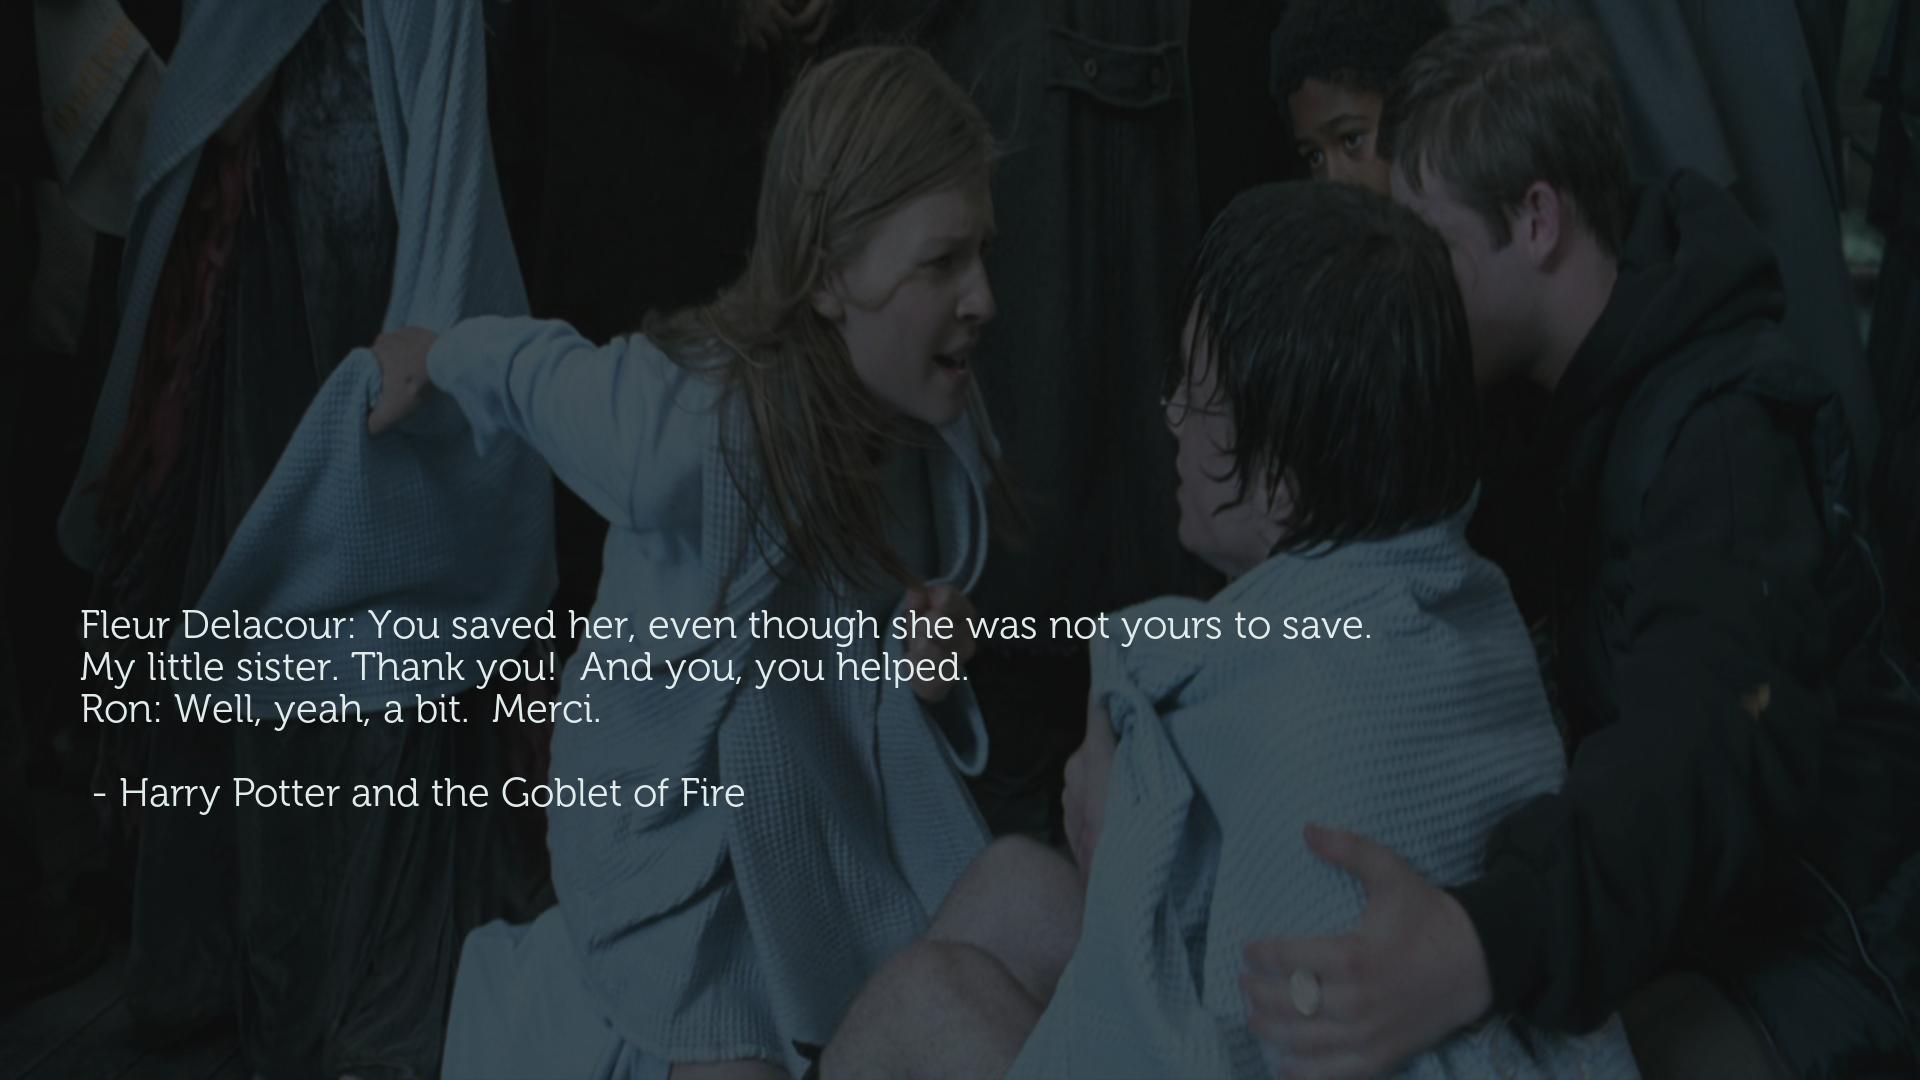 Fleur Delacour: You saved her, even though she was not yours to save.
My little sister. Thank you!  And you, you helped.
Ron: Well, yeah, a bit.  Merci.
- Harry Potter and the Goblet of Fire